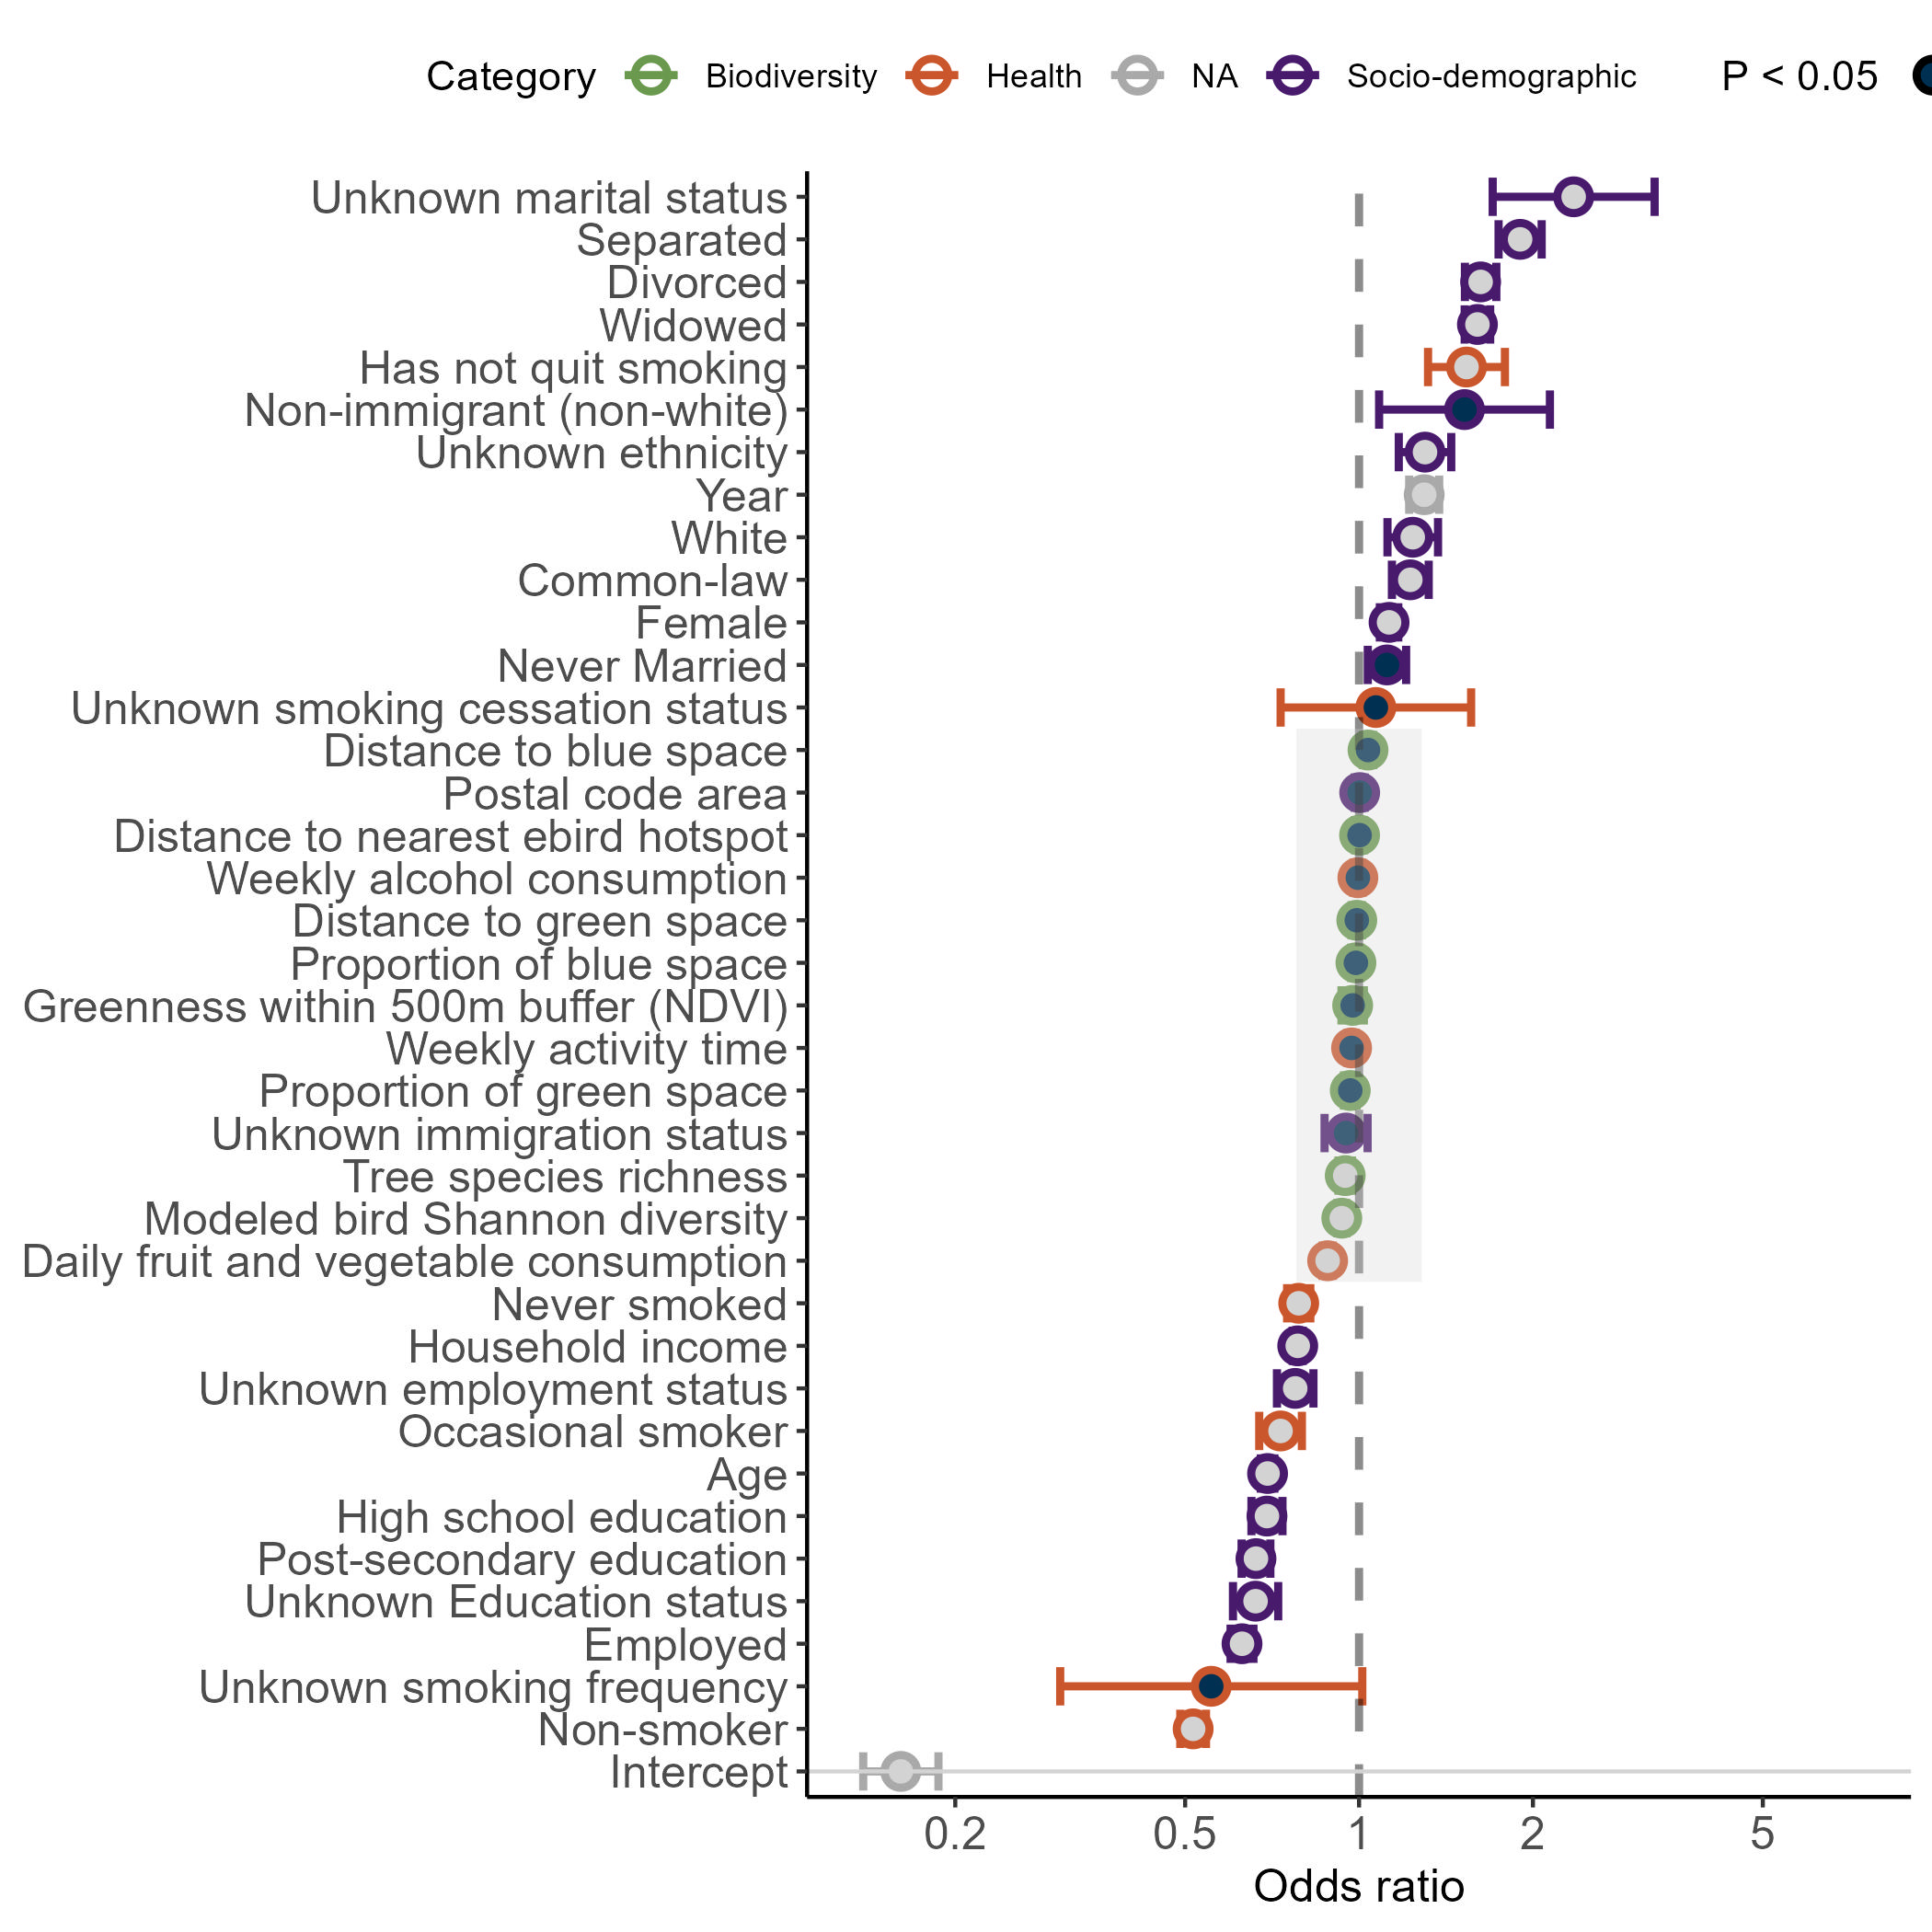 Category Biodiversity Health NA Socio-demographic P < 0.05
Unknown marital status
Separated
Divorced
Widowed
Has not quit smoking
Non-immigrant (non-white)
Unknown ethnicity
Year
White
Common-law
Female
Never Married
Unknown smoking cessation status
Distance to blue space
Postal code area
Distance to nearest ebird hotspot
Weekly alcohol consumption
Distance to green space
Proportion of blue space
Greenness within 500m buffer (NDVI)
Weekly activity time
Proportion of green space
Unknown immigration status
Tree species richness
Modeled bird Shannon diversity
Daily fruit and vegetable consumption
Never smoked
Household income
Unknown employment status
Occasional smoker
Age
High school education
Post-secondary education
Unknown Education status
Employed
Unknown smoking frequency
Non-smoker
Intercept
0.2 0.5 1 2 5
Odds ratio